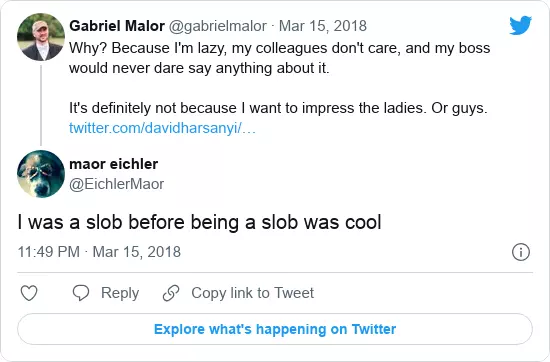 Gabriel Malor @gabrielmalor · Mar 15, 2018
Why? Because I'm lazy, my colleagues don't care, and my boss
would never dare say anything about it.
It's definitely not because I want to impress the ladies. Or guys.
twitter.com/davidharsanyi/…
maor eichler
@EichlerMaor
I was a slob before being a slob was cool
11:49 PM · Mar 15, 2018
Reply
Copy link to Tweet
Explore what's happening on Twitter